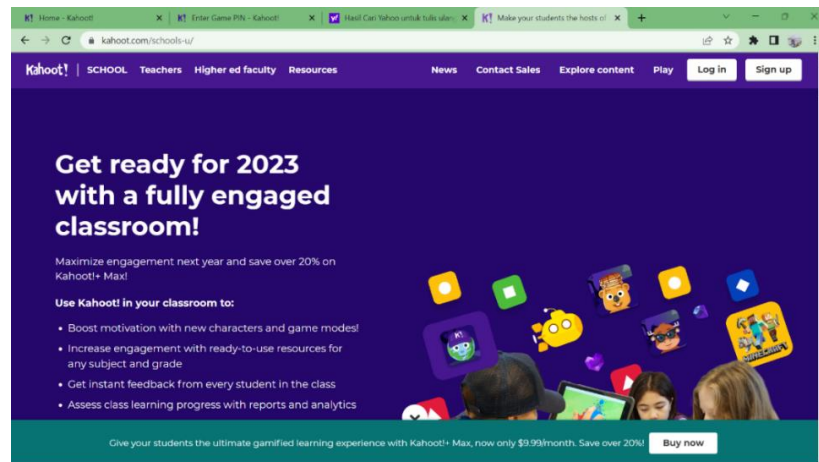 Home - Kahoot!
Enter Game PIN - Kahoot!
Hasil Cari Yahoo untuk tulis ulang
Make your students the hosts of
kahoot.com/schools-u/
Kahoot! SCHOOL Teachers Higher ed faculty Resources News Contact Sales Explore content Play Log in Sign up
Get ready for 2023
with a fully engaged
classroom!
Maximize engagement next year and save over 20% on
Kahoot!+ Max!
Use Kahoot! in your classroom to:
• Boost motivation with new characters and game modes!
• Increase engagement with ready-to-use resources for
any subject and grade
• Get instant feedback from every student in the class
• Assess class learning progress with reports and analytics
K!
MINECRAFT
Give your students the ultimate gamified learning experience with Kahoot!+ Max, now only $9.99/month. Save over 20%! Buy now